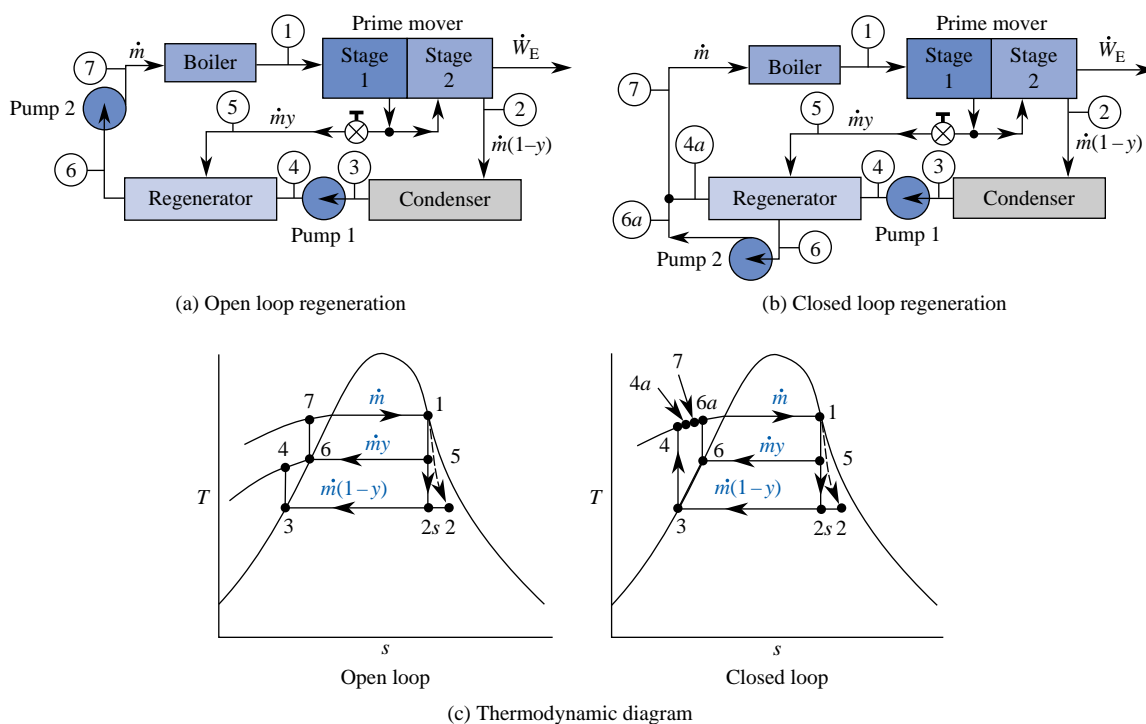 Prime mover
ṁ
1
Boiler
Stage 1
Stage 2
Ẇ_E
7
Pump 2
5
ṁy
2
ṁ(1–y)
6
4
3
Regenerator
Condenser
Pump 1
(a) Open loop regeneration
Prime mover
ṁ
1
Boiler
Stage 1
Stage 2
Ẇ_E
7
5
ṁy
2
4a
ṁ(1–y)
4
3
Regenerator
Condenser
6a
6
Pump 1
Pump 2
(b) Closed loop regeneration
7
ṁ
1
4
6
ṁy
5
ṁ(1–y)
T
3
2s 2
s
Open loop
7
4a
6a
ṁ
1
4
6
ṁy
5
ṁ(1–y)
T
3
2s 2
s
Closed loop
(c) Thermodynamic diagram